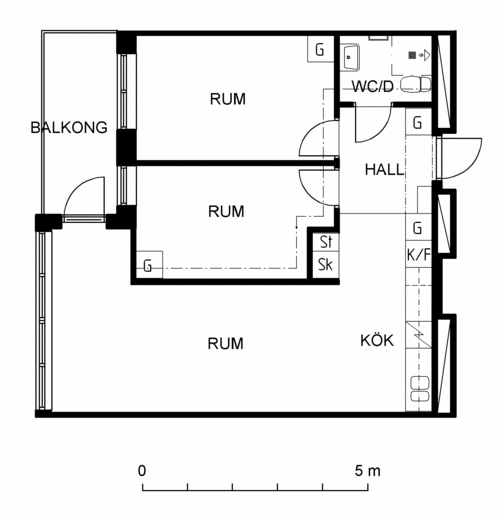 G
RUM
WC/D
BALKONG
G
HALL
RUM
G
St
K/F
G
Sk
RUM
KÖK
0 5 m